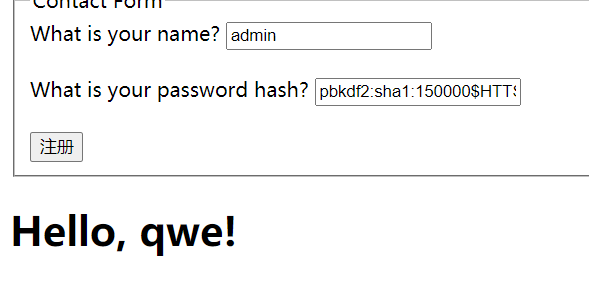 Contact Form
What is your name? admin
What is your password hash? pbkdf2:sha1:150000$HTT
注册
Hello, qwe!